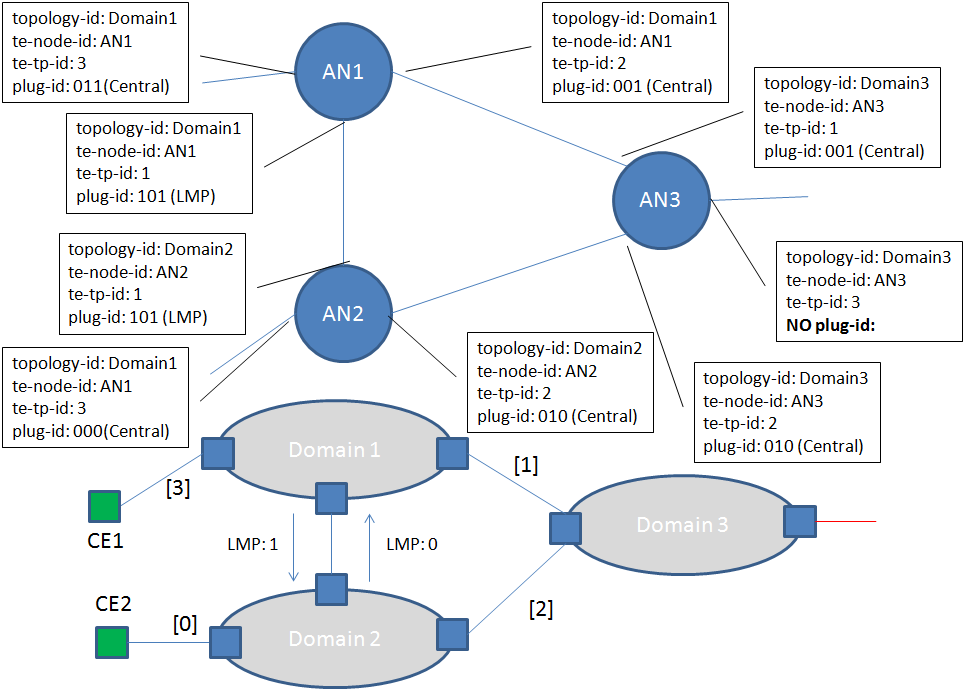 topology-id: Domain1
te-node-id: AN1
te-tp-id: 3
plug-id: 011(Central)
AN1
topology-id: Domain1
te-node-id: AN1
te-tp-id: 2
plug-id: 001 (Central)
topology-id: Domain3
te-node-id: AN3
te-tp-id: 1
plug-id: 001 (Central)
topology-id: Domain1
te-node-id: AN1
te-tp-id: 1
plug-id: 101 (LMP)
AN3
topology-id: Domain2
te-node-id: AN2
te-tp-id: 1
plug-id: 101 (LMP)
topology-id: Domain3
te-node-id: AN3
te-tp-id: 3
NO plug-id:
AN2
topology-id: Domain1
te-node-id: AN1
te-tp-id: 3
plug-id: 000(Central)
topology-id: Domain2
te-node-id: AN2
te-tp-id: 2
plug-id: 010 (Central)
topology-id: Domain3
te-node-id: AN3
te-tp-id: 2
plug-id: 010 (Central)
Domain 1
[1]
[3]
CE1
LMP: 1
LMP: 0
Domain 3
CE2
[0]
[2]
Domain 2